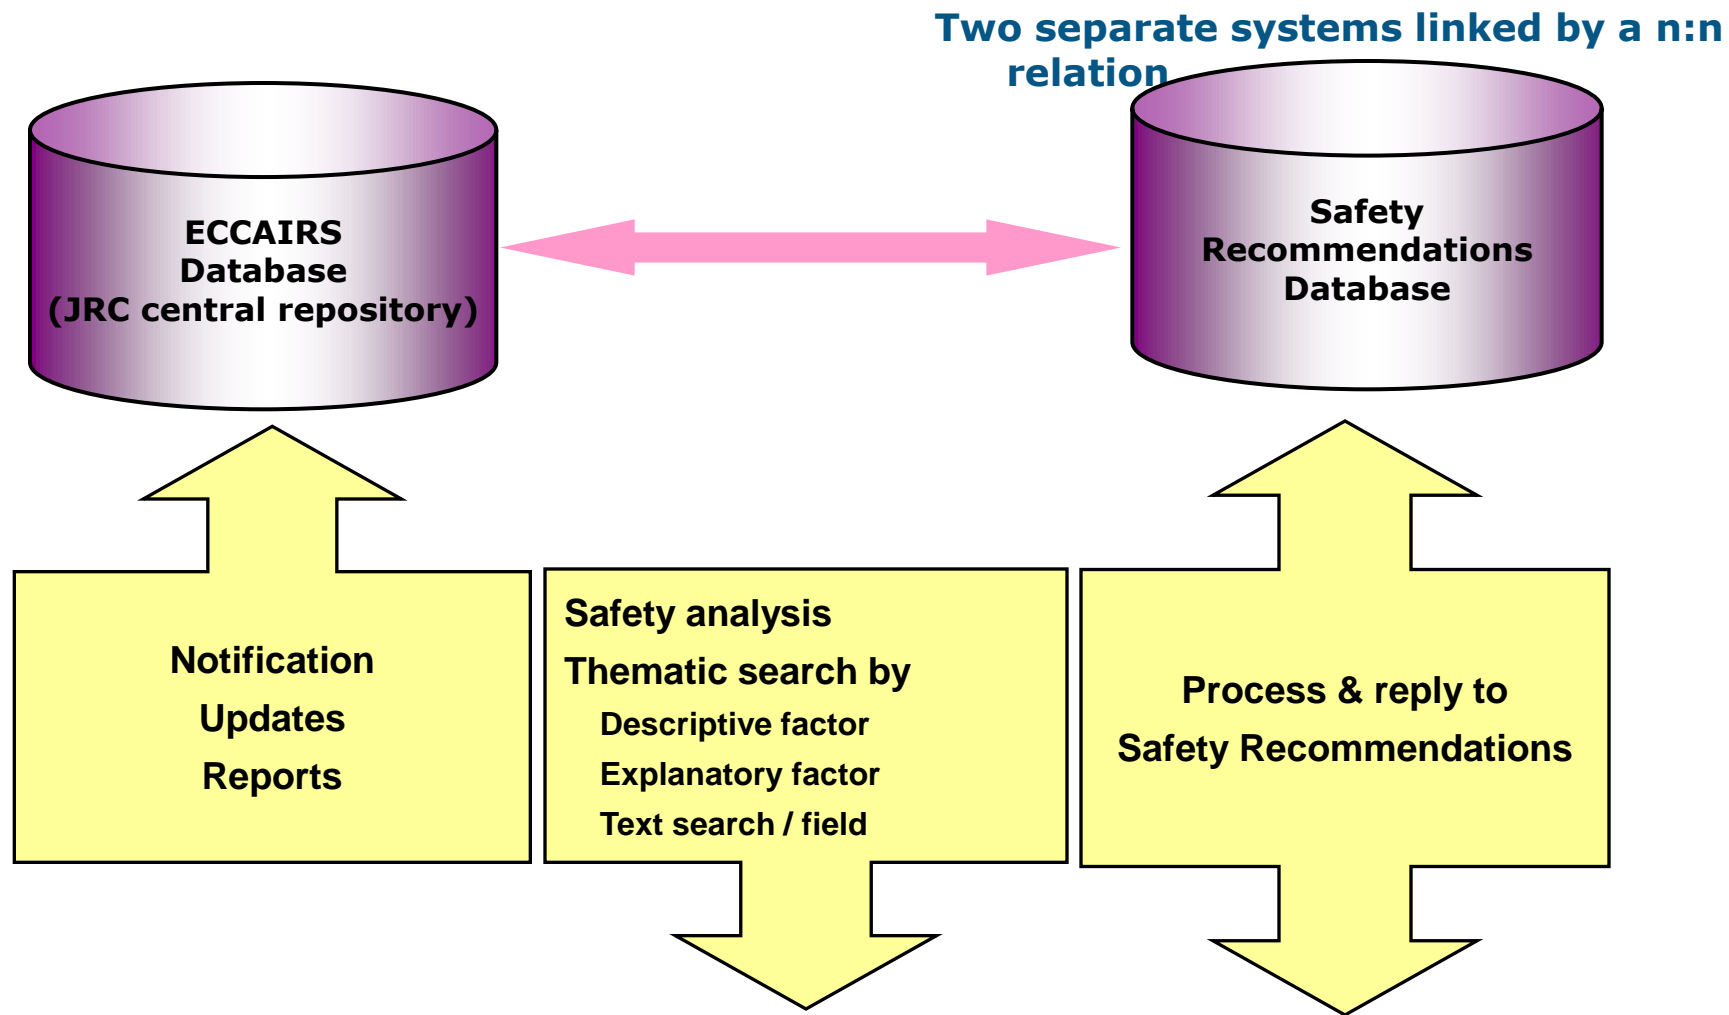 Two separate systems linked by a n:n
relation
ECCAIRS
Database
(JRC central repository)
Safety
Recommendations
Database
Notification
Updates
Reports
Safety analysis
Thematic search by
Descriptive factor
Explanatory factor
Text search / field
Process & reply to
Safety Recommendations